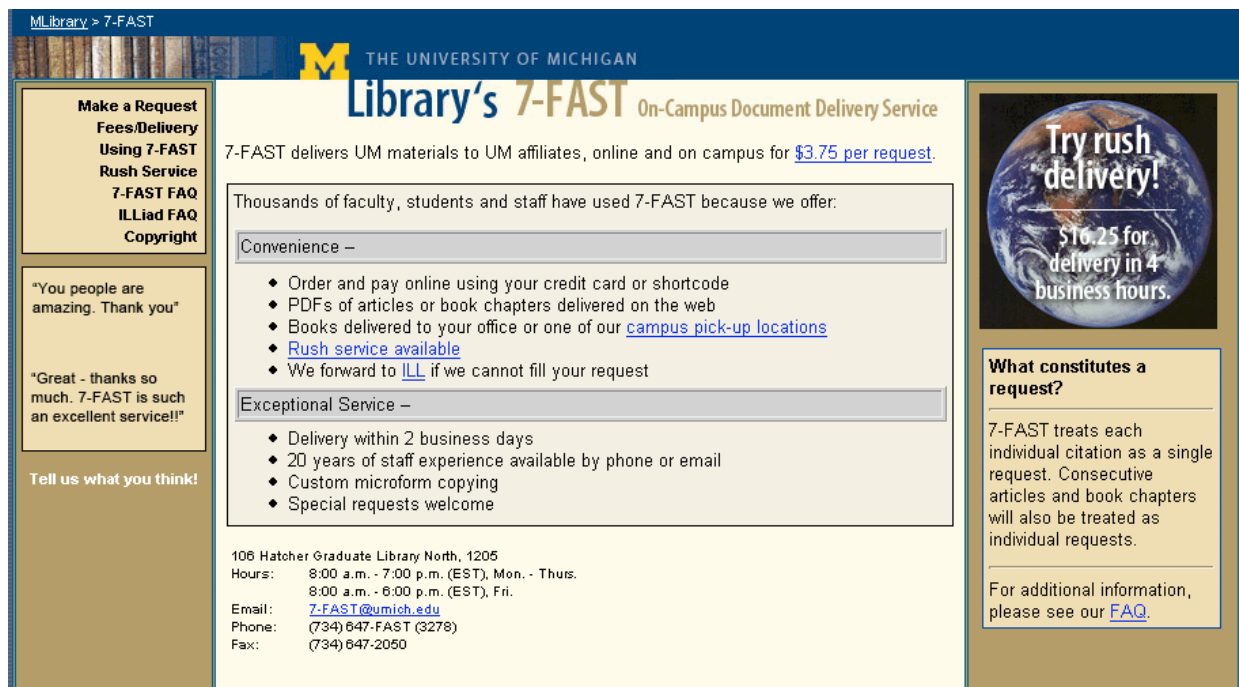 MLibrary > 7-FAST
M THE UNIVERSITY OF MICHIGAN
Library's 7-FAST On-Campus Document Delivery Service
Make a Request
Fees/Delivery
Using 7-FAST
Rush Service
7-FAST FAQ
ILLiad FAQ
Copyright
“You people are
amazing. Thank you”
“Great - thanks so
much. 7-FAST is such
an excellent service!!”
Tell us what you think!
7-FAST delivers UM materials to UM affiliates, online and on campus for $3.75 per request.
Thousands of faculty, students and staff have used 7-FAST because we offer:
Convenience –
• Order and pay online using your credit card or shortcode
• PDFs of articles or book chapters delivered on the web
• Books delivered to your office or one of our campus pick-up locations
• Rush service available
• We forward to ILL if we cannot fill your request
Exceptional Service –
• Delivery within 2 business days
• 20 years of staff experience available by phone or email
• Custom microform copying
• Special requests welcome
106 Hatcher Graduate Library North, 1205
Hours: 8:00 a.m. - 7:00 p.m. (EST), Mon. - Thurs.
8:00 a.m. - 6:00 p.m. (EST), Fri.
Email: 7-FAST@umich.edu
Phone: (734) 647-FAST (3278)
Fax: (734) 647-2050
Try rush
delivery!
$16.25 for
delivery in 4
business hours.
What constitutes a
request?
7-FAST treats each
individual citation as a single
request. Consecutive
articles and book chapters
will also be treated as
individual requests.
For additional information,
please see our FAQ.